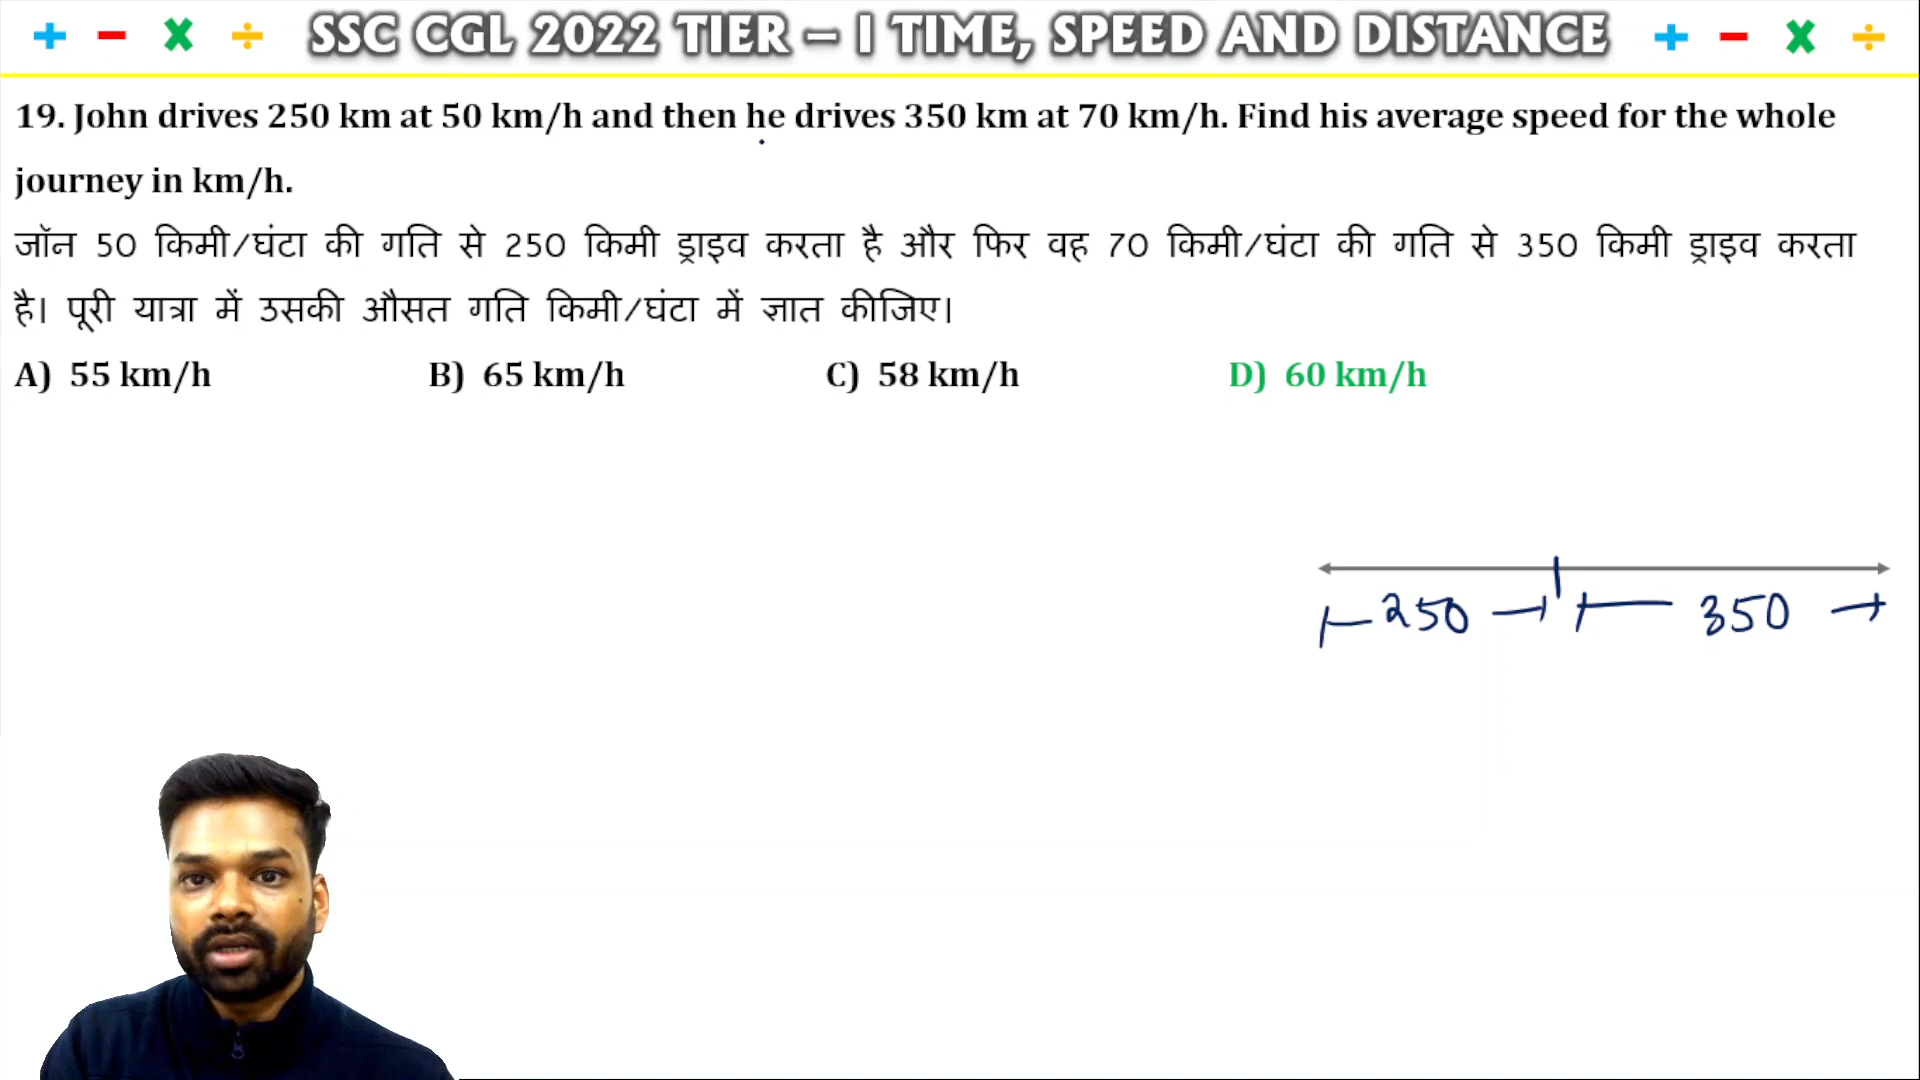 + − × ÷ SSC CGL 2022 TIER – I TIME, SPEED AND DISTANCE + − × ÷
19. John drives 250 km at 50 km/h and then he drives 350 km at 70 km/h. Find his average speed for the whole
journey in km/h.
जॉन 50 किमी/घंटा की गति से 250 किमी ड्राइव करता है और फिर वह 70 किमी/घंटा की गति से 350 किमी ड्राइव करता
है। पूरी यात्रा में उसकी औसत गति किमी/घंटा में ज्ञात कीजिए।
A) 55 km/h B) 65 km/h C) 58 km/h D) 60 km/h
250 350